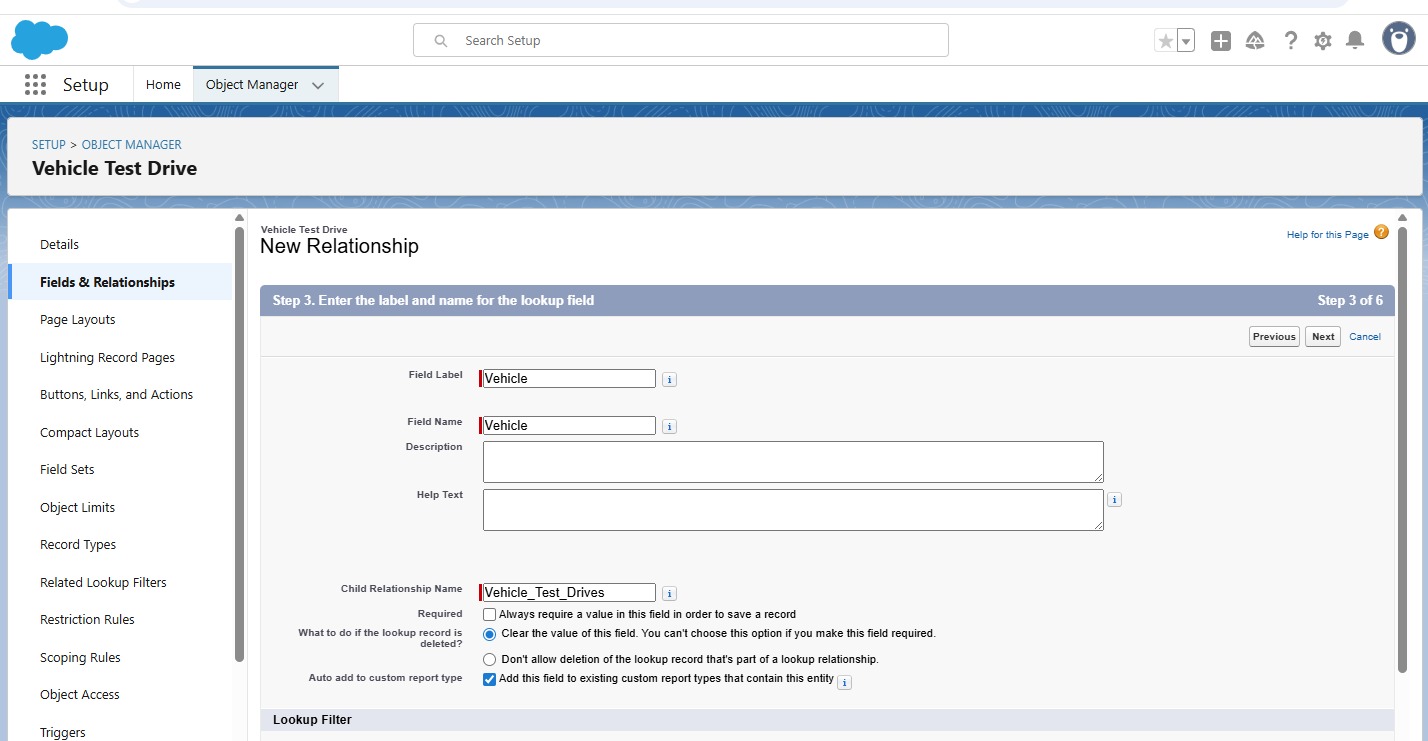 Search Setup
Setup
Home
Object Manager
SETUP > OBJECT MANAGER
Vehicle Test Drive
Details
Fields & Relationships
Page Layouts
Lightning Record Pages
Buttons, Links, and Actions
Compact Layouts
Field Sets
Object Limits
Record Types
Related Lookup Filters
Restriction Rules
Scoping Rules
Object Access
Triggers
Vehicle Test Drive
New Relationship
Help for this Page ?
Step 3. Enter the label and name for the lookup field
Step 3 of 6
Previous
Next
Cancel
Field Label
Vehicle
i
Field Name
Vehicle
i
Description
Help Text
i
Child Relationship Name
Vehicle_Test_Drives
i
Required
Always require a value in this field in order to save a record
What to do if the lookup record is
deleted?
Clear the value of this field. You can't choose this option if you make this field required.
Don't allow deletion of the lookup record that's part of a lookup relationship.
Auto add to custom report type
Add this field to existing custom report types that contain this entity
i
Lookup Filter